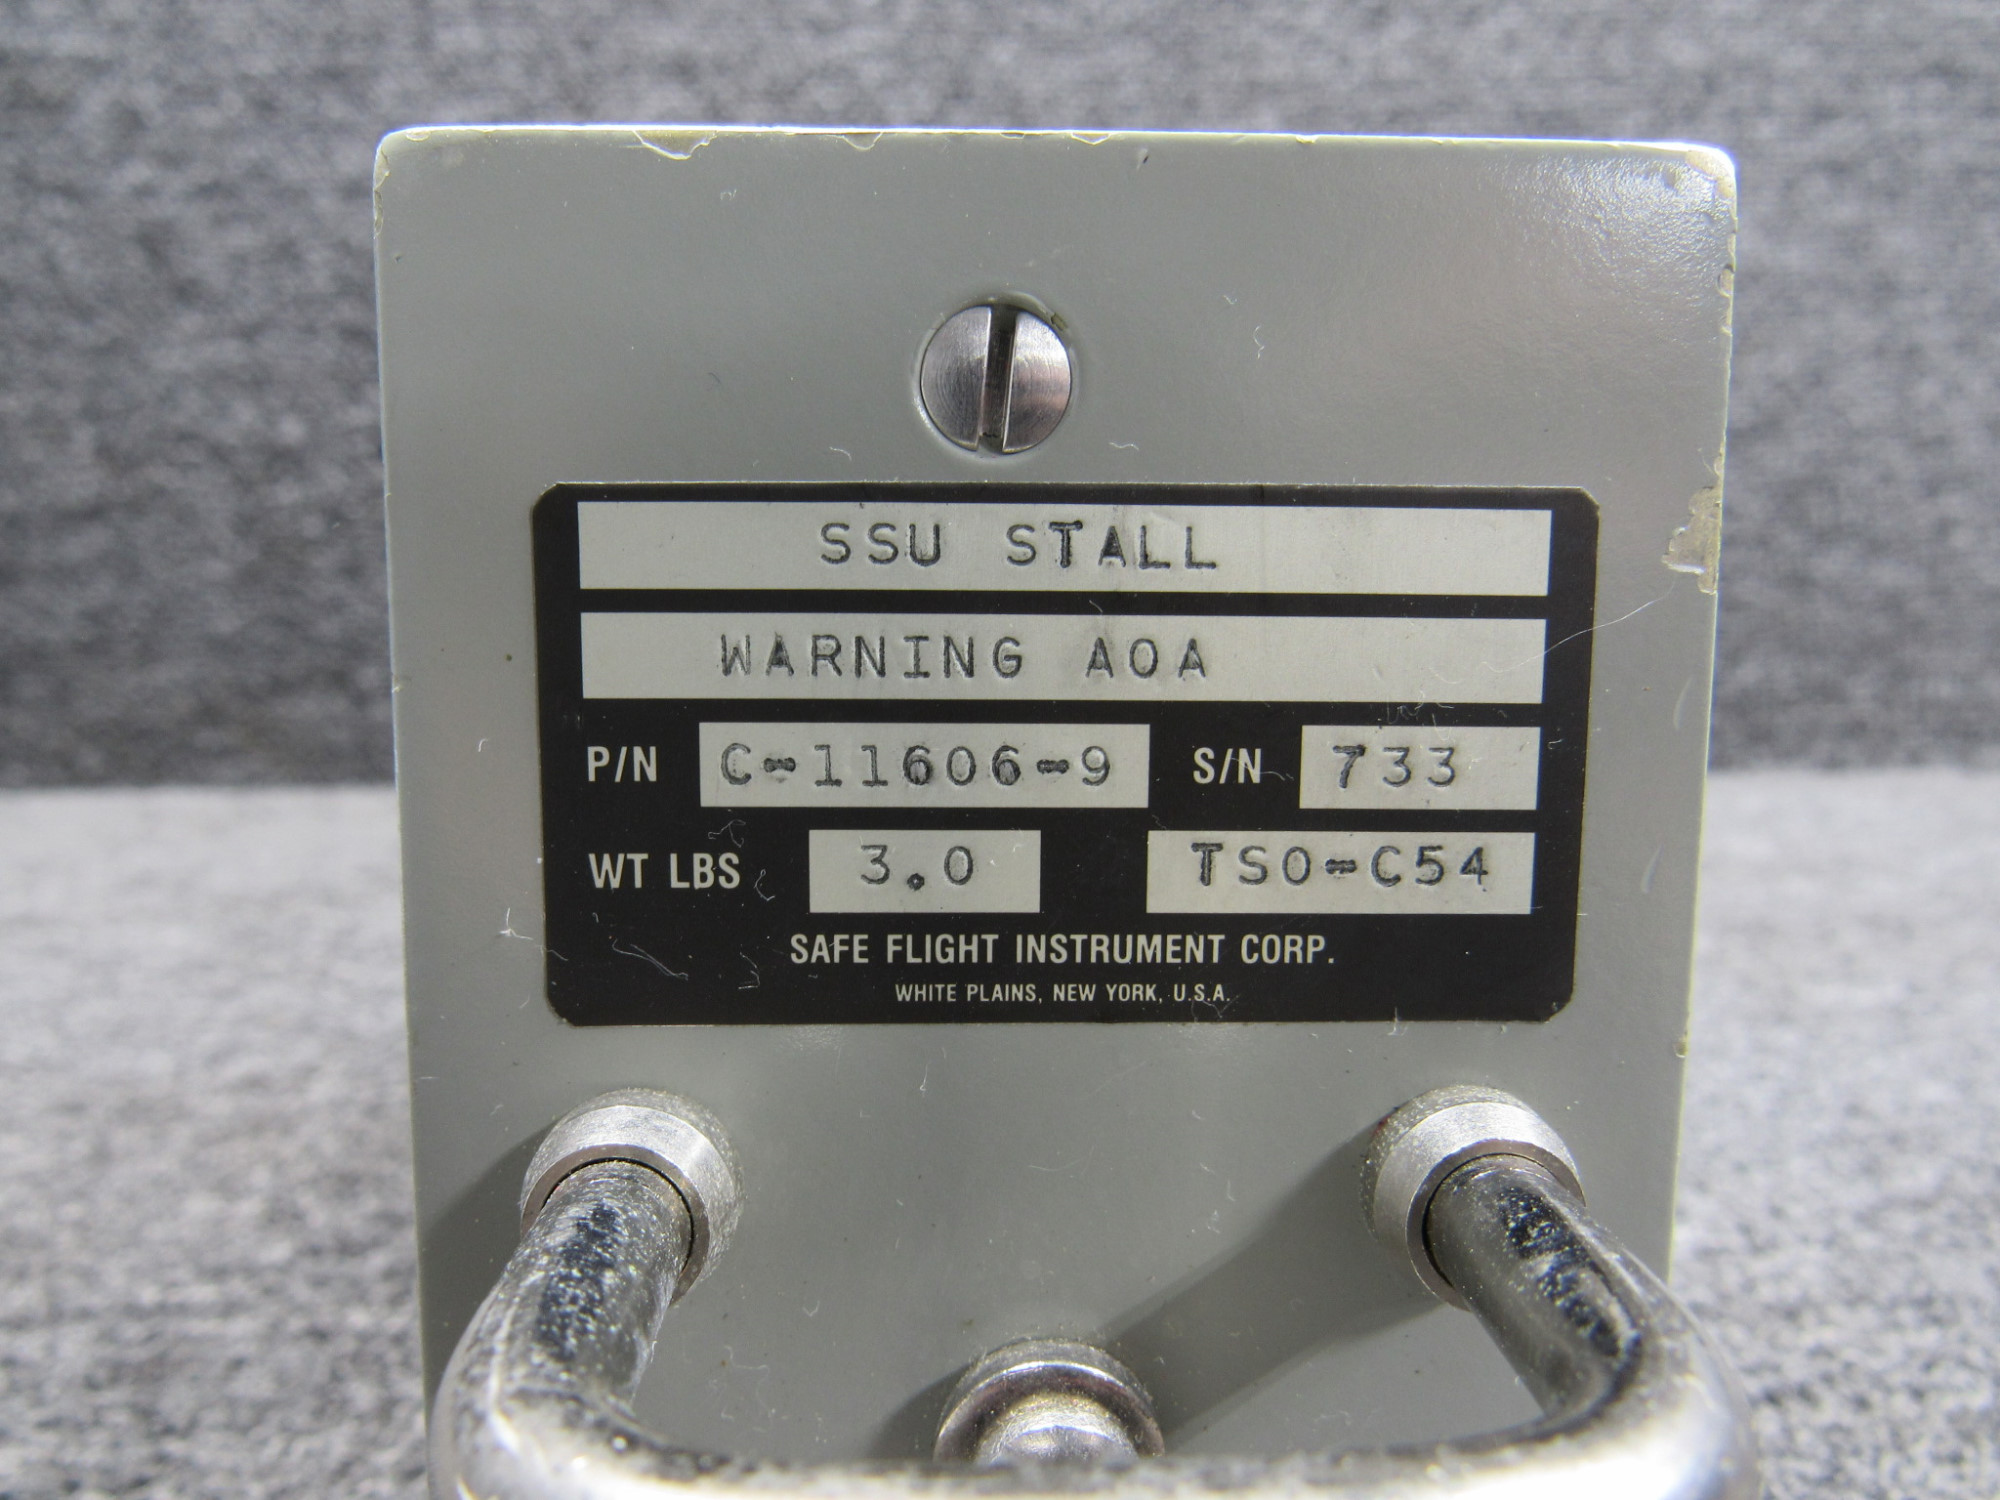 SSU STALL
WARNING AOA
P/N C-11606-9 S/N 733
WT LBS 3.0 TSO-C54
SAFE FLIGHT INSTRUMENT CORP.
WHITE PLAINS, NEW YORK, U.S.A.